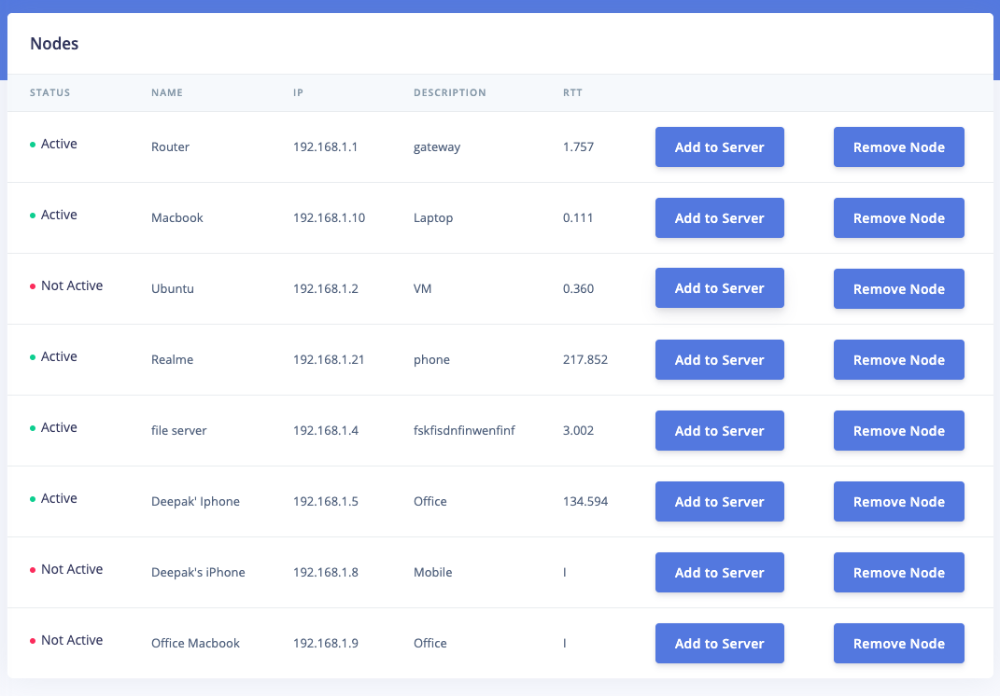 Nodes
STATUS NAME IP DESCRIPTION RTT
Active Router 192.168.1.1 gateway 1.757 Add to Server Remove Node
Active Macbook 192.168.1.10 Laptop 0.111 Add to Server Remove Node
Not Active Ubuntu 192.168.1.2 VM 0.360 Add to Server Remove Node
Active Realme 192.168.1.21 phone 217.852 Add to Server Remove Node
Active file server 192.168.1.4 fskfisdnfinwenfinf 3.002 Add to Server Remove Node
Active Deepak' Iphone 192.168.1.5 Office 134.594 Add to Server Remove Node
Not Active Deepak's iPhone 192.168.1.8 Mobile I Add to Server Remove Node
Not Active Office Macbook 192.168.1.9 Office I Add to Server Remove Node